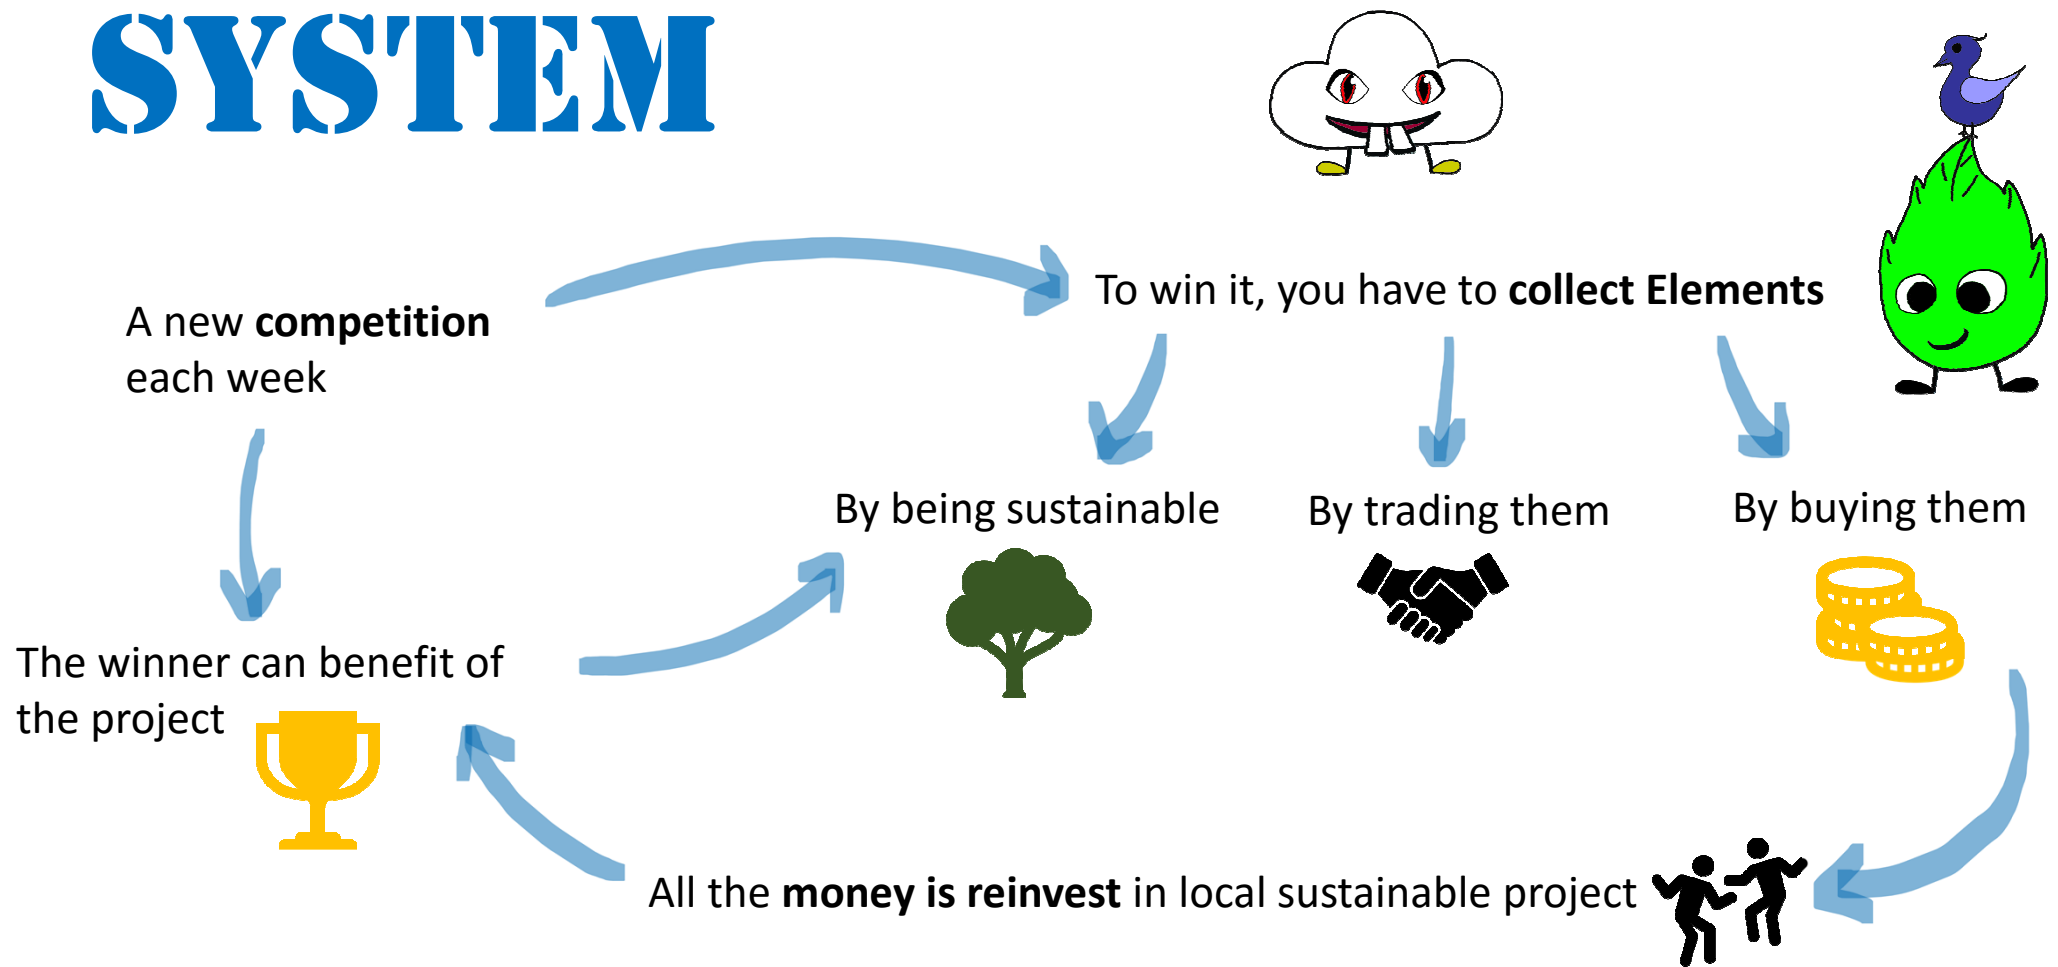 SYSTEM
A new competition
each week
To win it, you have to collect Elements
By being sustainable
By trading them
By buying them
The winner can benefit of
the project
All the money is reinvest in local sustainable project